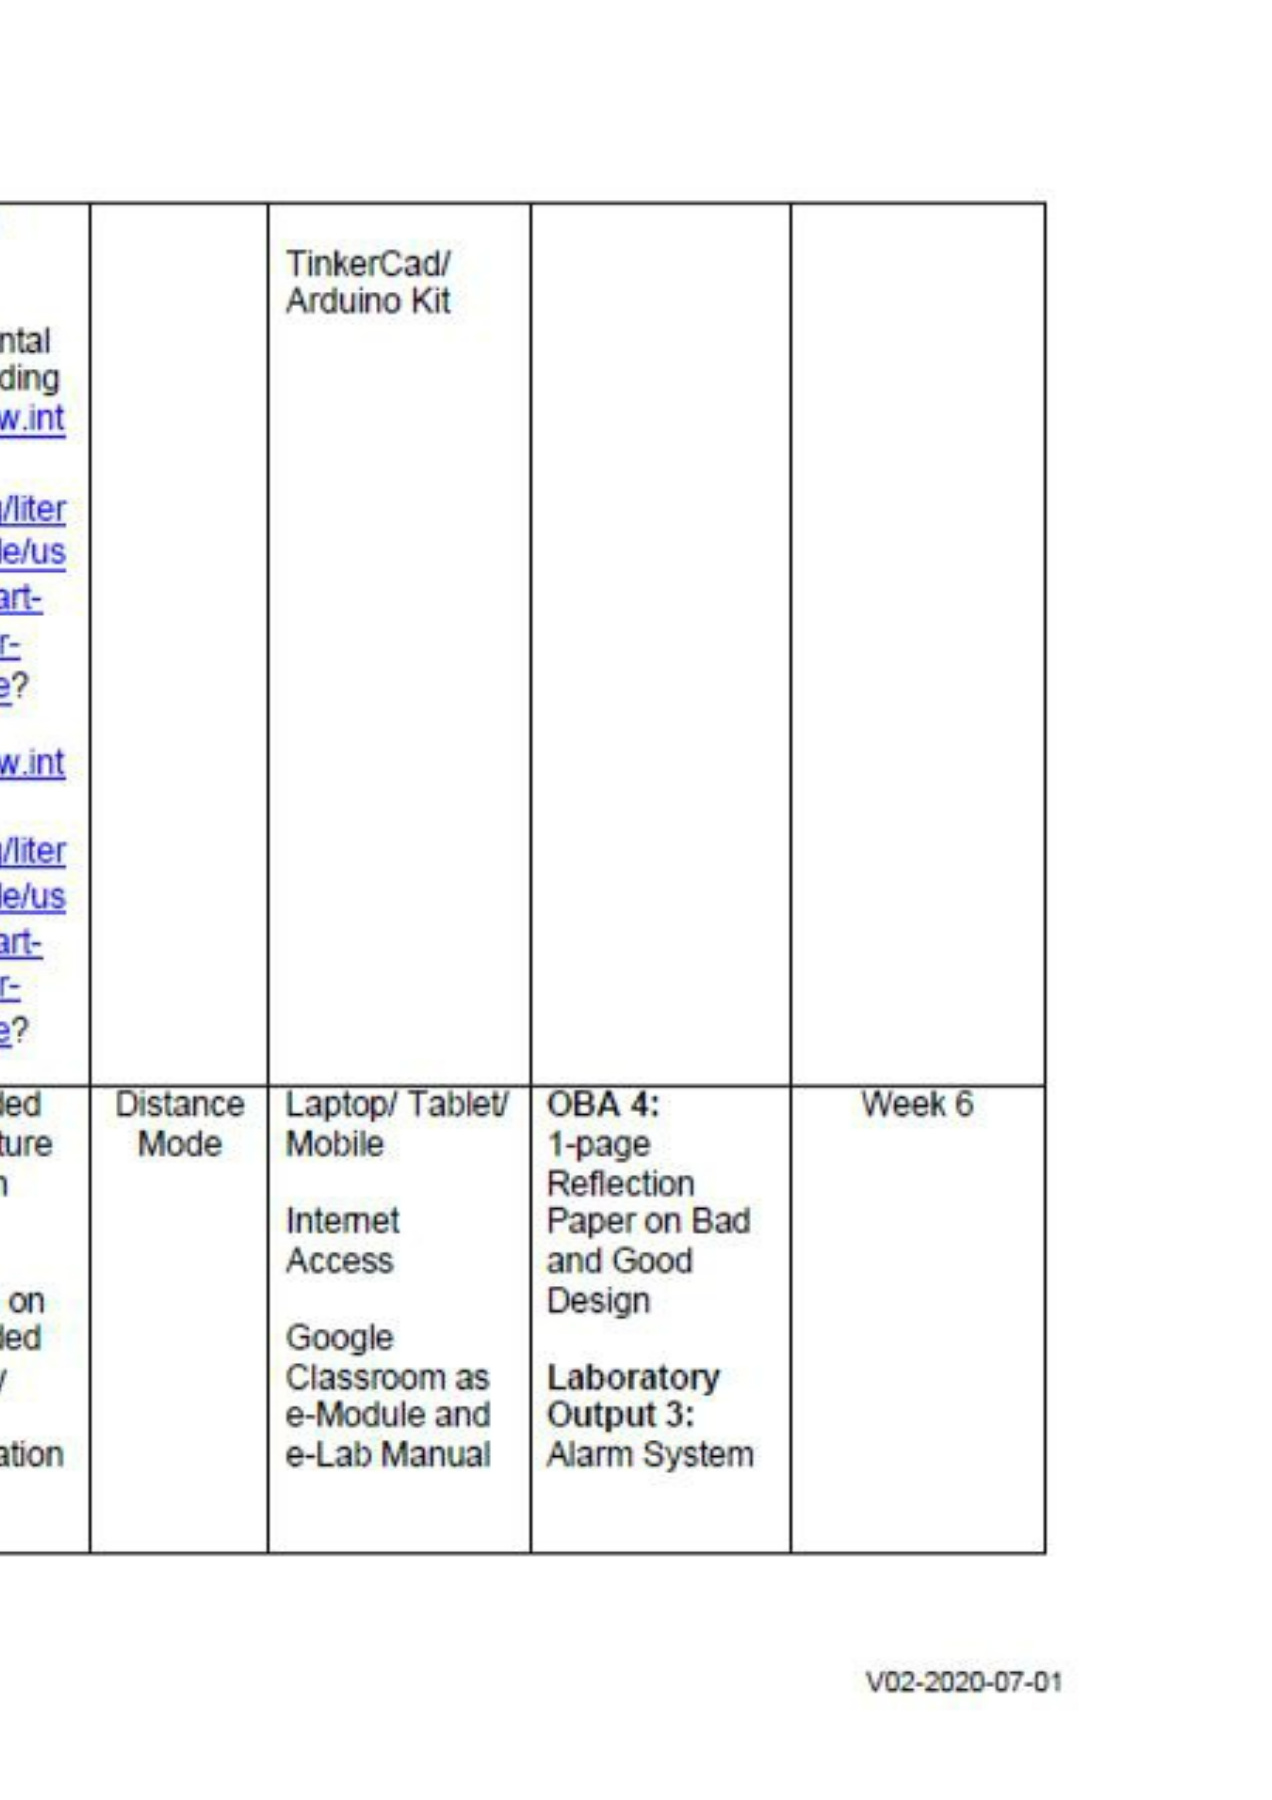 TinkerCad/
Arduino Kit
ntal
ding
w.int
/liter
le/us
art-
r-
e?
w.int
/liter
le/us
art-
r-
e?
ded
ture
n
on
ded
y
ation
Distance
Mode
Laptop/ Tablet/
Mobile
Internet
Access
Google
Classroom as
e-Module and
e-Lab Manual
OBA 4:
1-page
Reflection
Paper on Bad
and Good
Design
Laboratory
Output 3:
Alarm System
Week 6
V02-2020-07-01